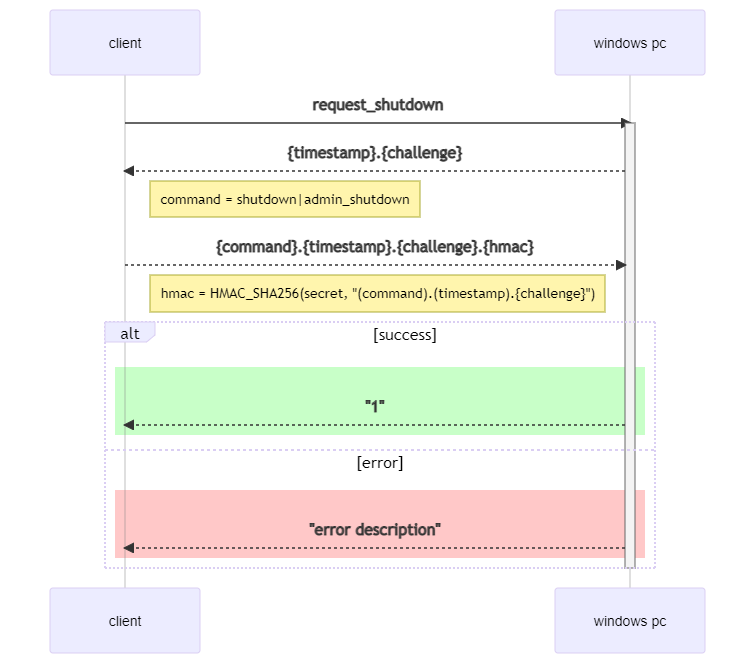 client
windows pc
request_shutdown
{timestamp}.{challenge}
command = shutdown|admin_shutdown
{command}.{timestamp}.{challenge}.{hmac}
hmac = HMAC_SHA256(secret, "(command).(timestamp).{challenge}")
alt
[success]
"1"
[error]
"error description"
client
windows pc